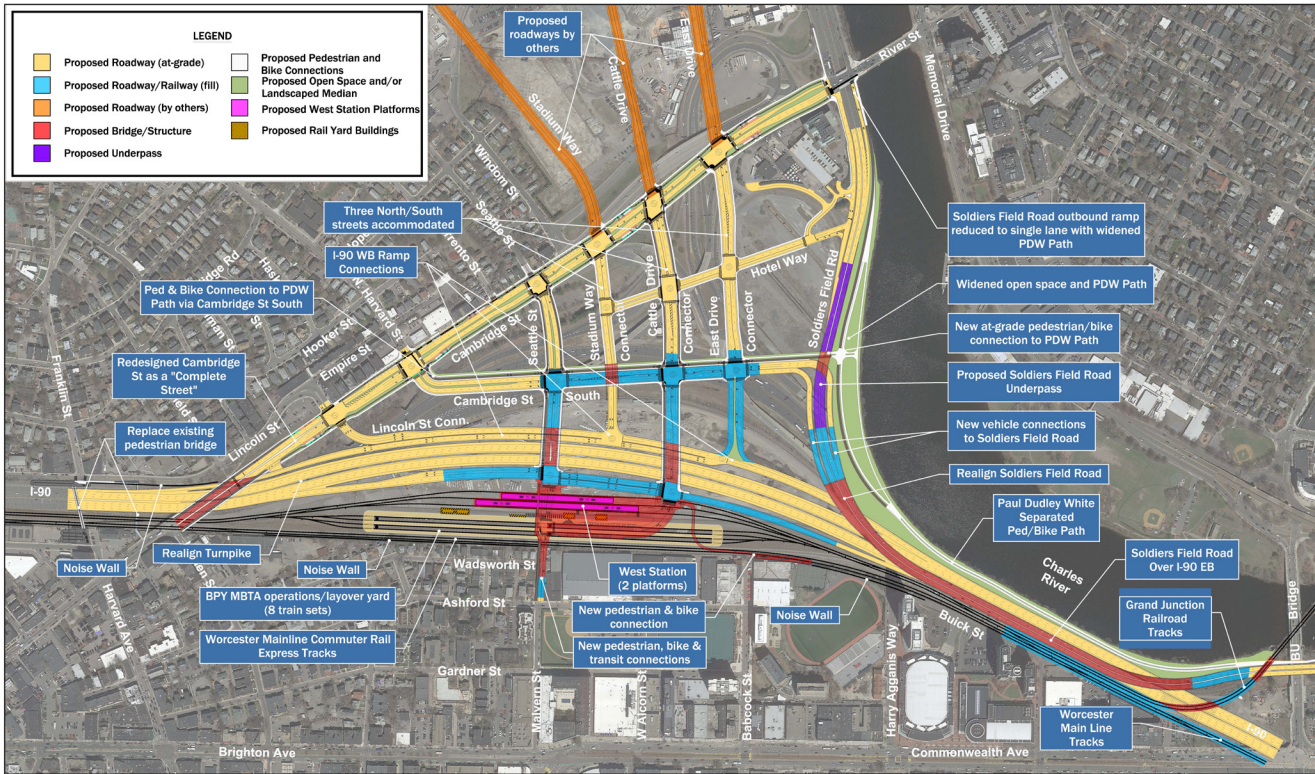 LEGEND
Proposed Roadway (at-grade)
Proposed Roadway/Railway (fill)
Proposed Roadway (by others)
Proposed Bridge/Structure
Proposed Underpass
Proposed Pedestrian and
Bike Connections
Proposed Open Space and/or
Landscaped Median
Proposed West Station Platforms
Proposed Rail Yard Buildings
Proposed
roadways by
others
Stadium Way
Cattle Drive
East Drive
River St
Memorial Drive
Windom St
Seattle St
Hope
rrento St
W. Harvard St
Hooker St
Empire St
Three North/South
streets accommodated
I-90 WB Ramp
Connections
Ped & Bike Connection to PDW
Path via Cambridge St South
Redesigned Cambridge
St as a "Complete
Street"
Replace existing
pedestrian bridge
Franklin St
Lincoln St
Cambridge St
Lincoln St Conn.
Cambridge St
South
Seattle St
Stadium Way
Connector
Cattle
Drive
Connector
East Drive
Connector
Hotel Way
Soldiers Field Rd
Soldiers Field Road outbound ramp
reduced to single lane with widened
PDW Path
Widened open space and PDW Path
New at-grade pedestrian/bike
connection to PDW Path
Proposed Soldiers Field Road
Underpass
New vehicle connections
to Soldiers Field Road
Realign Soldiers Field Road
Paul Dudley White
Separated
Ped/Bike Path
Charles
River
Soldiers Field Road
Over I-90 EB
Grand Junction
Railroad
Tracks
BU
Bridge
I-90
Noise Wall
Realign Turnpike
Noise Wall
BPY MBTA operations/layover yard
(8 train sets)
Worcester Mainline Commuter Rail
Express Tracks
Wadsworth St
Ashford St
Gardner St
Harvard Ave
West Station
(2 platforms)
New pedestrian & bike
connection
New pedestrian, bike &
transit connections
Noise Wall
Malvern St
W Alcorn St
Babcock St
Harry Agganis Way
Buick St
Brighton Ave
Commonwealth Ave
Worcester
Main Line
Tracks
I-90